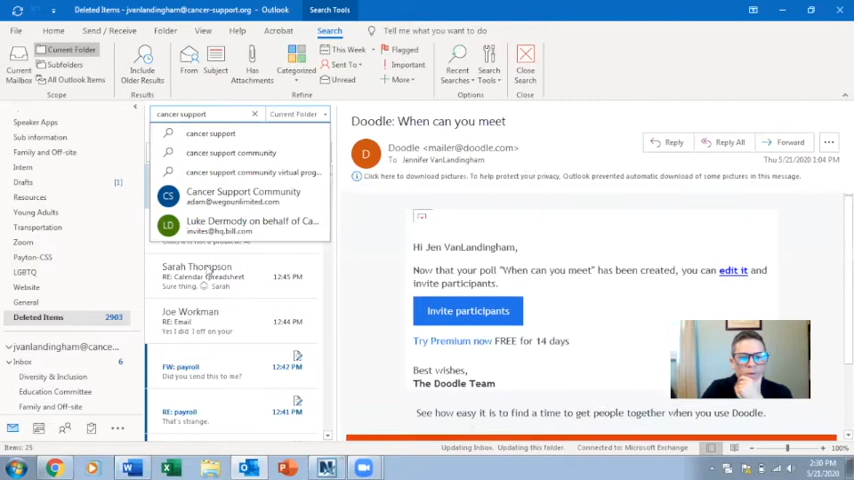 Deleted Items - jvanlandingham@cancer-support.org - Outlook
Search Tools
File Home Send / Receive Folder View Help Acrobat Search Tell me what you want to do
Current Mailbox
Current Folder
Subfolders
All Outlook Items
Include Older Results
From
Subject
Has Attachments
Categorized
This Week
Sent To
Unread
Flagged
Important
More
Recent Searches
Search Tools
Close Search
Scope Results Refine Options Close
Speaker Apps
Sub information
Family and Off-site
Intern
Drafts [1]
Resources
Young Adults
Transportation
Zoom
Payton-CSS
LGBTQ
Website
General
Deleted Items 2903
jvanlandingham@cance...
Inbox 6
Diversity & Inclusion
Education Committee
Family and Off-site
cancer support
Current Folder
cancer support
cancer support community
cancer support community virtual prog...
CS Cancer Support Community
adam@wegounlimited.com
LD Luke Dermody on behalf of Ca...
invites@hq.bill.com
Sarah Thompson
RE: Calendar Spreadsheet 12:45 PM
Sure thing. ☺ Sarah
Joe Workman
RE: Email 12:44 PM
Yes I did I off on your
FW: payroll 12:42 PM
Did you send this to me?
RE: payroll 12:41 PM
That's strange.
Doodle: When can you meet
D
Doodle <mailer@doodle.com>
To Jennifer VanLandingham
Reply Reply All Forward
Thu 5/21/2020 1:04 PM
Click here to download pictures. To help protect your privacy, Outlook prevented automatic download of some pictures in this message.
Hi Jen VanLandingham,
Now that your poll "When can you meet" has been created, you can edit it and
invite participants.
Invite participants
Try Premium now FREE for 14 days
Best wishes,
The Doodle Team
See how easy it is to find a time to get people together when you use Doodle.
Items: 25
Updating Inbox. Updating this folder. Connected to: Microsoft Exchange
100%
2:30 PM
5/21/2020